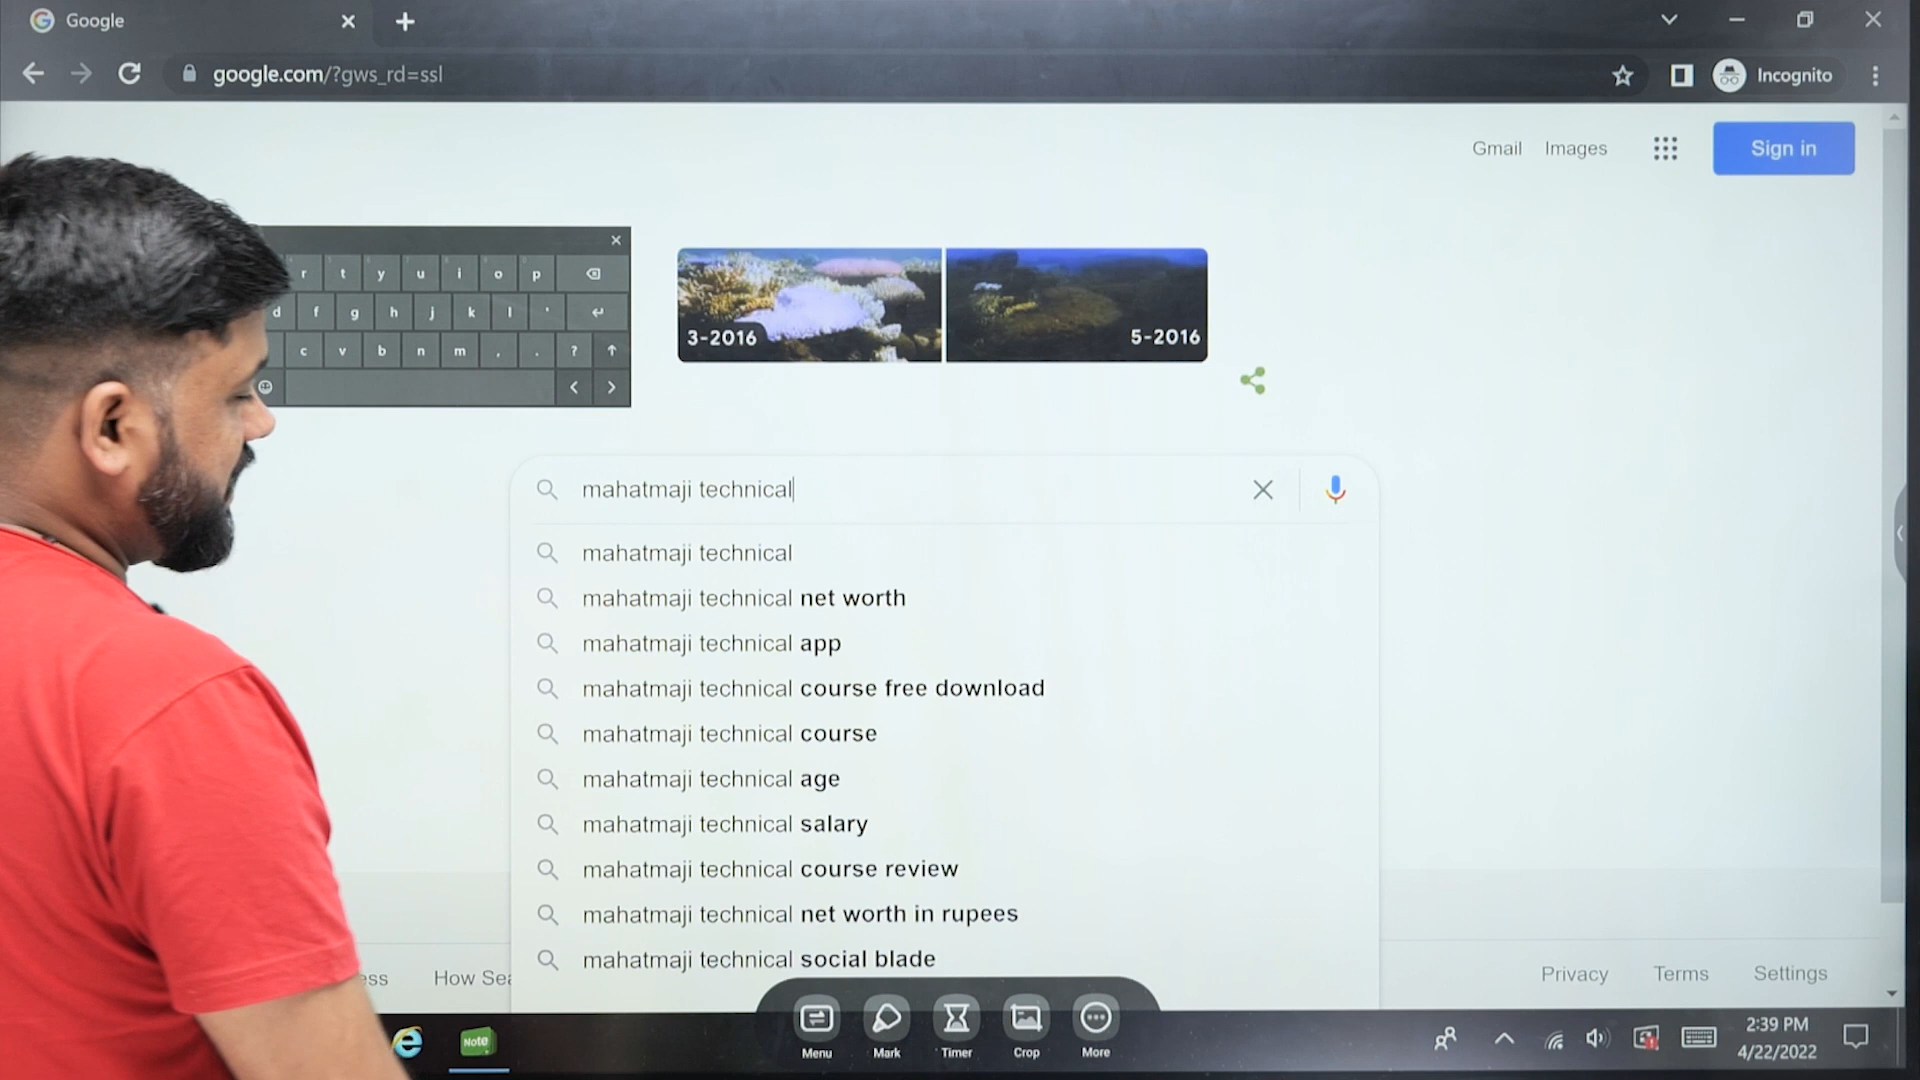 Google
google.com/?gws_rd=ssl
Incognito
Gmail Images
Sign in
r t y u i o p
d f g h j k l '
c v b n m , . ? 
3-2016
5-2016
mahatmaji technical
mahatmaji technical
mahatmaji technical net worth
mahatmaji technical app
mahatmaji technical course free download
mahatmaji technical course
mahatmaji technical age
mahatmaji technical salary
mahatmaji technical course review
mahatmaji technical net worth in rupees
mahatmaji technical social blade
ess How Sea
Privacy Terms Settings
Note
Menu Mark Timer Crop More
2:39 PM
4/22/2022